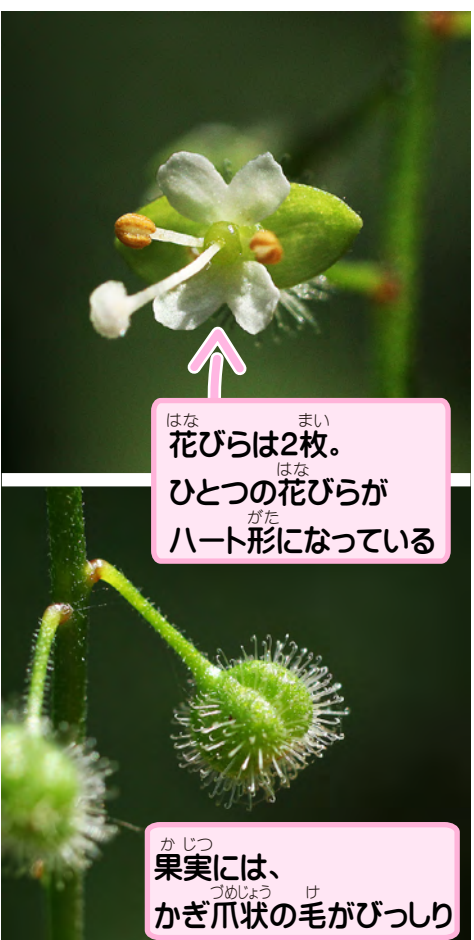 花びらは2枚。
ひとつの花びらが
ハート形になっている
果実には、
かぎ爪状の毛がびっしり